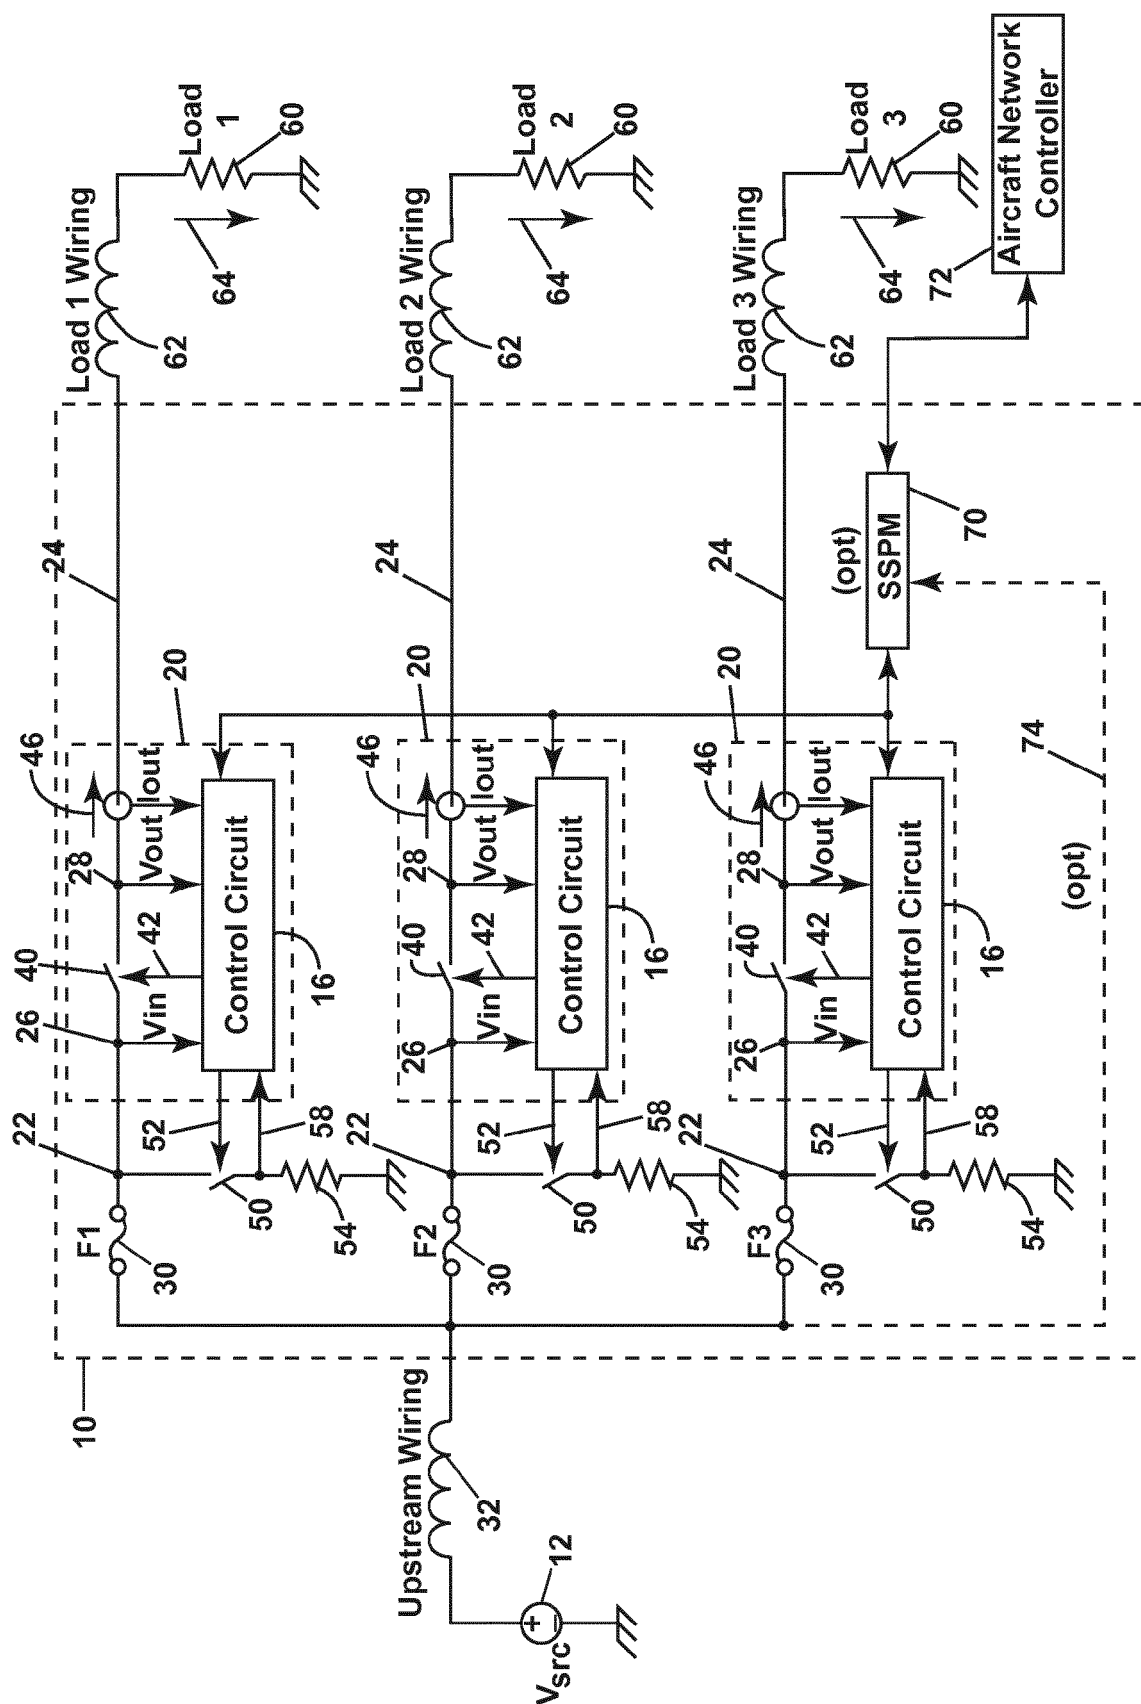 Load 1 Wiring
Load
1
60
64
62
24
46
20
28
Vout
Iout
40
42
26
Vin
Control Circuit
16
22
52
58
F1
30
50
54
10
Load 2 Wiring
Load
2
60
64
62
24
46
20
28
Vout
Iout
40
42
26
Vin
Control Circuit
16
22
52
58
F2
30
50
54
Upstream Wiring
32
12
Vsrc
+
−
Load 3 Wiring
Load
3
60
64
62
24
46
20
28
Vout
Iout
40
42
26
Vin
Control Circuit
16
22
52
58
F3
30
50
54
(opt)
SSPM
70
72
Aircraft Network
Controller
74
(opt)